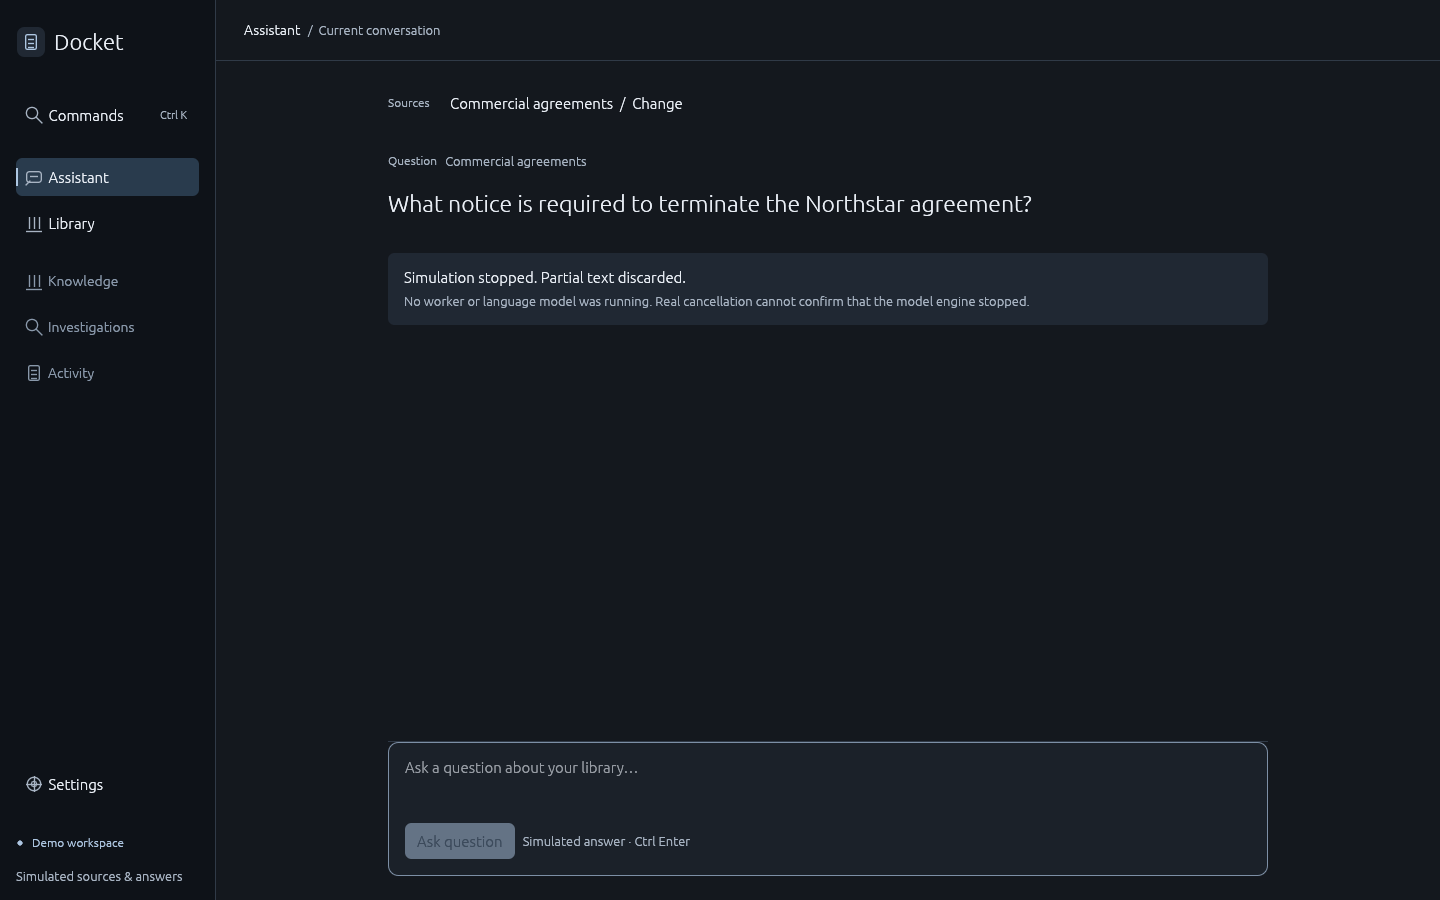 Docket
Commands Ctrl K
Assistant
Library
Knowledge
Investigations
Activity
Settings
Demo workspace
Simulated sources & answers
Assistant / Current conversation
Sources Commercial agreements / Change
Question Commercial agreements
What notice is required to terminate the Northstar agreement?
Simulation stopped. Partial text discarded.
No worker or language model was running. Real cancellation cannot confirm that the model engine stopped.
Ask a question about your library…
Ask question Simulated answer · Ctrl Enter